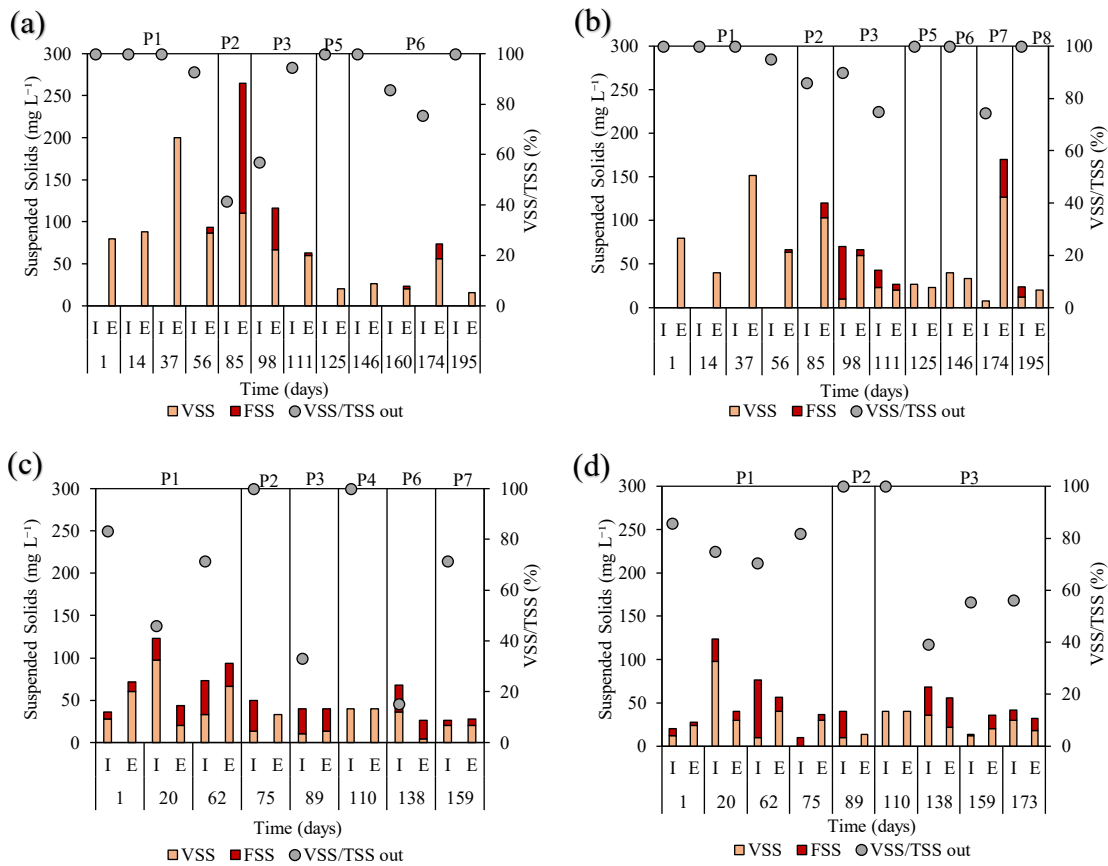 (a)
P1 P2 P3 P5 P6
300 250 200 150 100 50 0
Suspended Solids (mg L⁻¹)
100 80 60 40 20 0
VSS/TSS (%)
I E I E I E I E I E I E I E I E I E I E I E I E
1 14 37 56 85 98 111 125 146 160 174 195
Time (days)
VSS FSS VSS/TSS out
(b)
P1 P2 P3 P5 P6 P7 P8
300 250 200 150 100 50 0
Suspended Solids (mg L⁻¹)
100 80 60 40 20 0
VSS/TSS (%)
I E I E I E I E I E I E I E I E I E I E I E
1 14 37 56 85 98 111 125 146 174 195
Time (days)
VSS FSS VSS/TSS out
(c)
P1 P2 P3 P4 P6 P7
300 250 200 150 100 50 0
Suspended Solids (mg L⁻¹)
100 80 60 40 20 0
VSS/TSS (%)
I E I E I E I E I E I E I E I E
1 20 62 75 89 110 138 159
Time (days)
VSS FSS VSS/TSS out
(d)
P1 P2 P3
300 250 200 150 100 50 0
Suspended Solids (mg L⁻¹)
100 80 60 40 20 0
VSS/TSS (%)
I E I E I E I E I E I E I E I E I E
1 20 62 75 89 110 138 159 173
Time (days)
VSS FSS VSS/TSS out